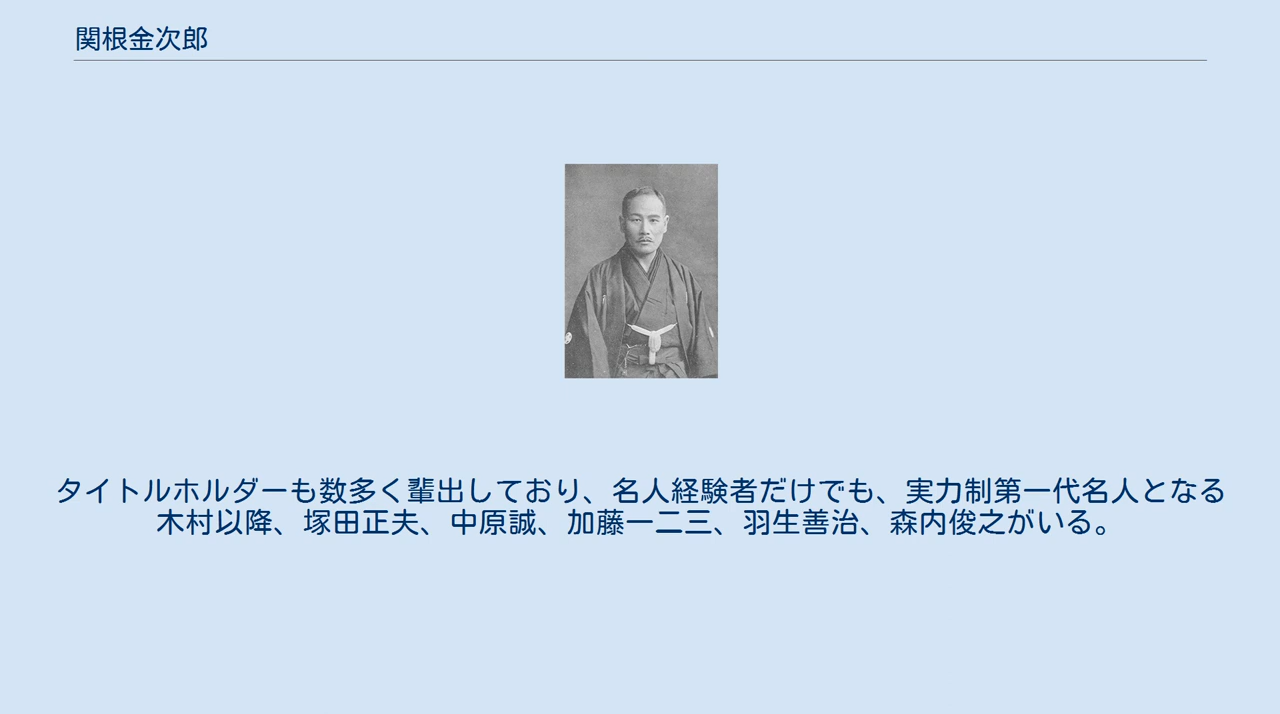 関根金次郎
タイトルホルダーも数多く輩出しており、名人経験者だけでも、実力制第一代名人となる
木村以降、塚田正夫、中原誠、加藤一二三、羽生善治、森内俊之がいる。